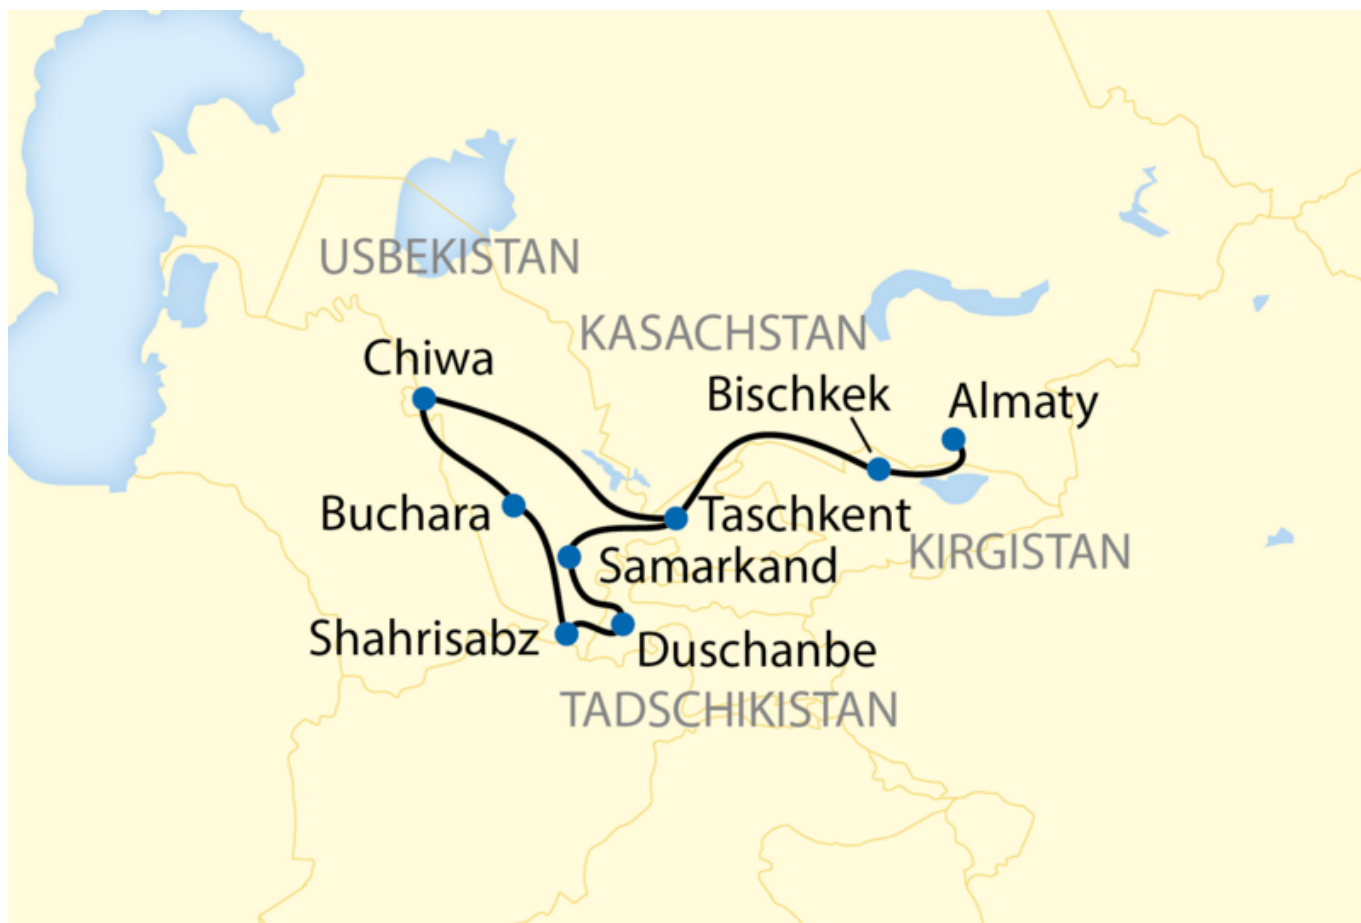 USBEKISTAN
KASACHSTAN
Chiwa
Bischkek
Almaty
Buchara
Taschkent
KIRGISTAN
Samarkand
Shahrisabz
Duschanbe
TADSCHIKISTAN